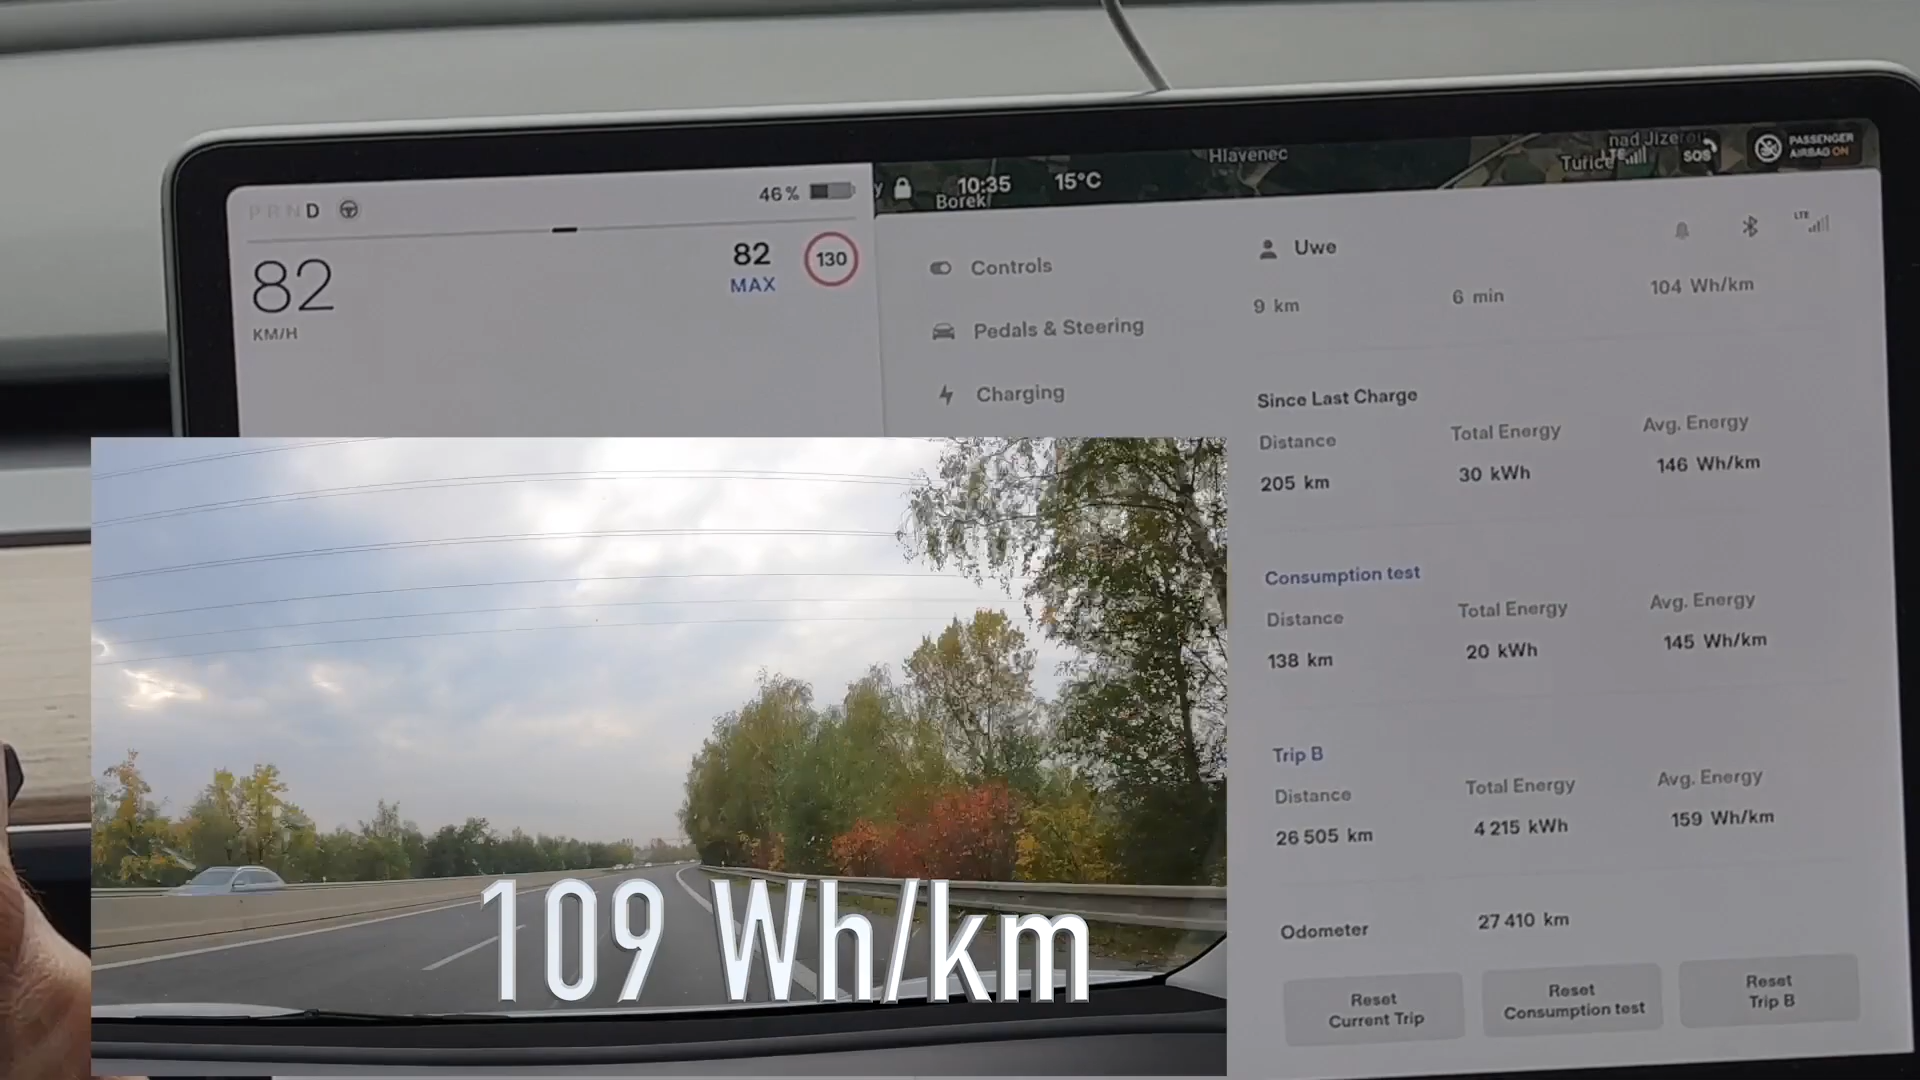 PRND
46%
82
KM/H
82
MAX
130
10:35
15°C
Borek
Hlavenec
LTE
SOS
PASSENGER
AIRBAG ON
Controls
Pedals & Steering
Charging
Uwe
LTE
9 km
6 min
104 Wh/km
Since Last Charge
Distance
Total Energy
Avg. Energy
205 km
30 kWh
146 Wh/km
Consumption test
Distance
Total Energy
Avg. Energy
138 km
20 kWh
145 Wh/km
Trip B
Distance
Total Energy
Avg. Energy
26 505 km
4 215 kWh
159 Wh/km
Odometer
27 410 km
Reset
Current Trip
Reset
Consumption test
Reset
Trip B
109 Wh/km